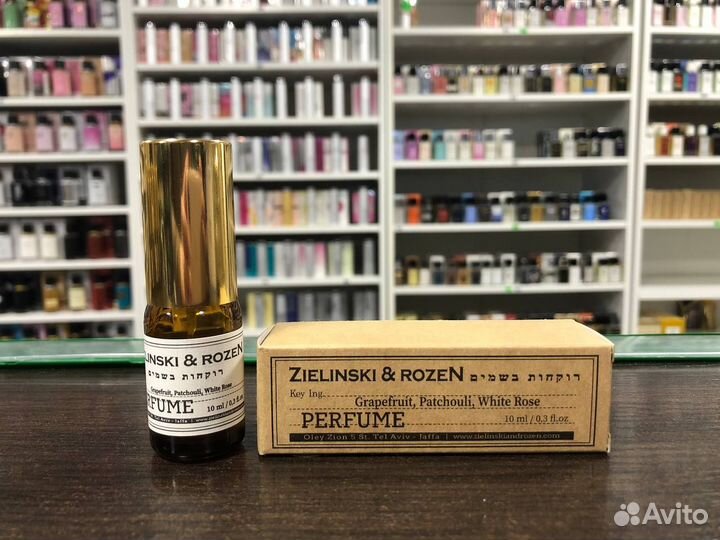 LINSKI & ROZEN
רוקחות בשמים
Grapefruit, Patchouli, White Rose
RFUME 10 ml / 0.3 fl.oz
ZIELINSKI & ROZEN רוקחות בשמים
Key Ing.
Grapefruit, Patchouli, White Rose
PERFUME 10 ml / 0.3 fl.oz
Oley Zion 5 St. Tel Aviv - Jaffa | www.zielinskiandrozen.com
Avito